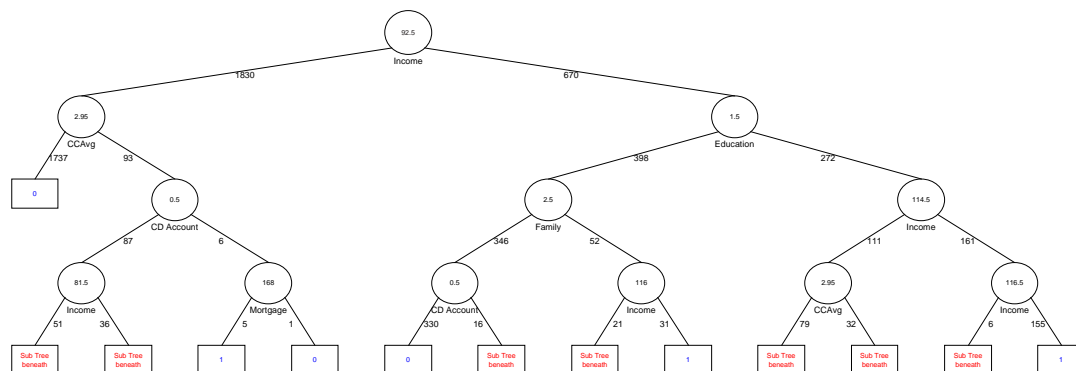 92.5
Income
1830
670
2.95
CCAvg
1.5
Education
1737
93
398
272
0
0.5
CD Account
2.5
Family
114.5
Income
87
6
346
52
111
161
81.5
Income
168
Mortgage
0.5
CD Account
116
Income
2.95
CCAvg
116.5
Income
51
36
5
1
330
16
21
31
79
32
6
155
Sub Tree
beneath
Sub Tree
beneath
1
0
0
Sub Tree
beneath
Sub Tree
beneath
1
Sub Tree
beneath
Sub Tree
beneath
Sub Tree
beneath
1